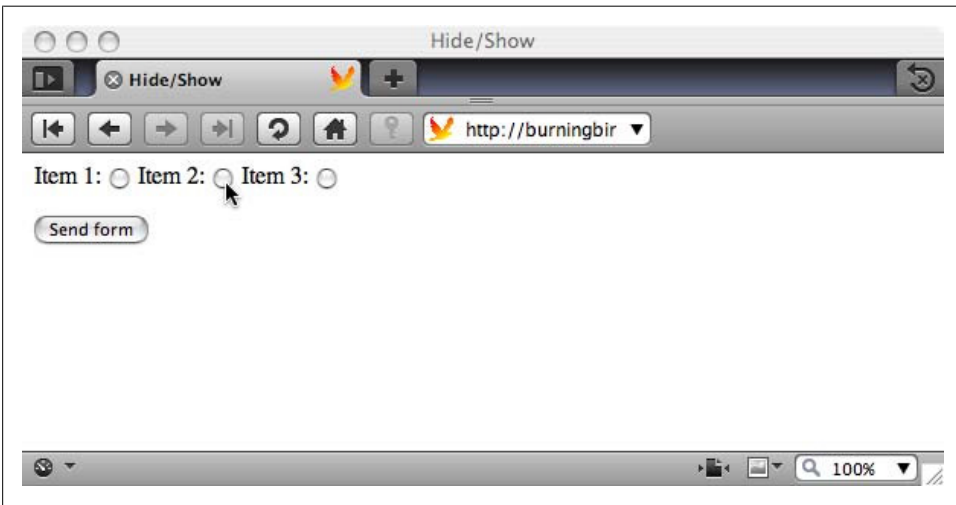 Hide/Show
Hide/Show
http://burningbir
Item 1: Item 2: Item 3:
Send form
100%